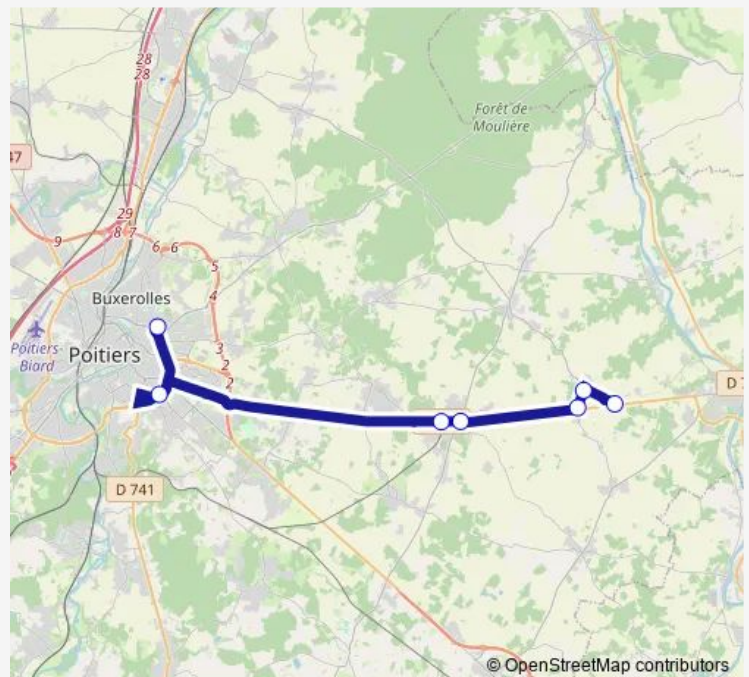 28
28
Forêt de
Moulière
47
29
9
8
7
6
6
5
4
Buxerolles
Poitiers-
Biard
Poitiers
3
2
2
D 7
D 741
© OpenStreetMap contributors